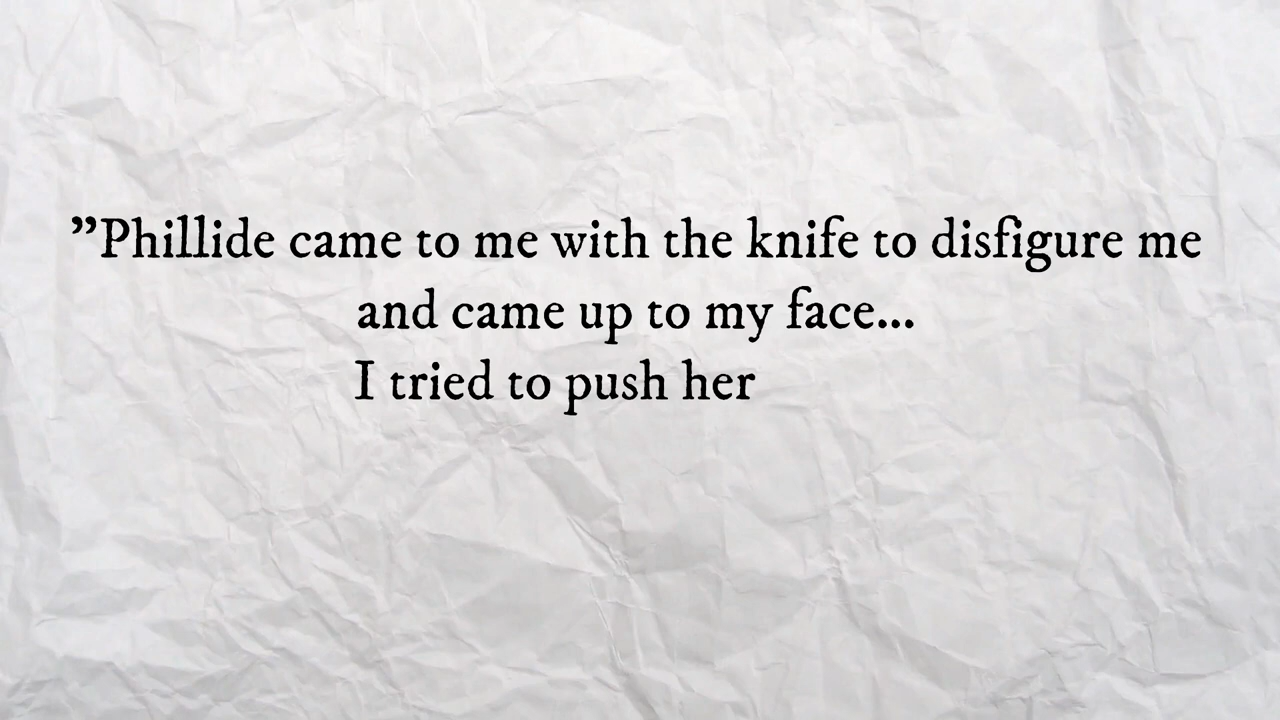 ”Phillide came to me with the knife to disfigure me
and came up to my face...
I tried to push her